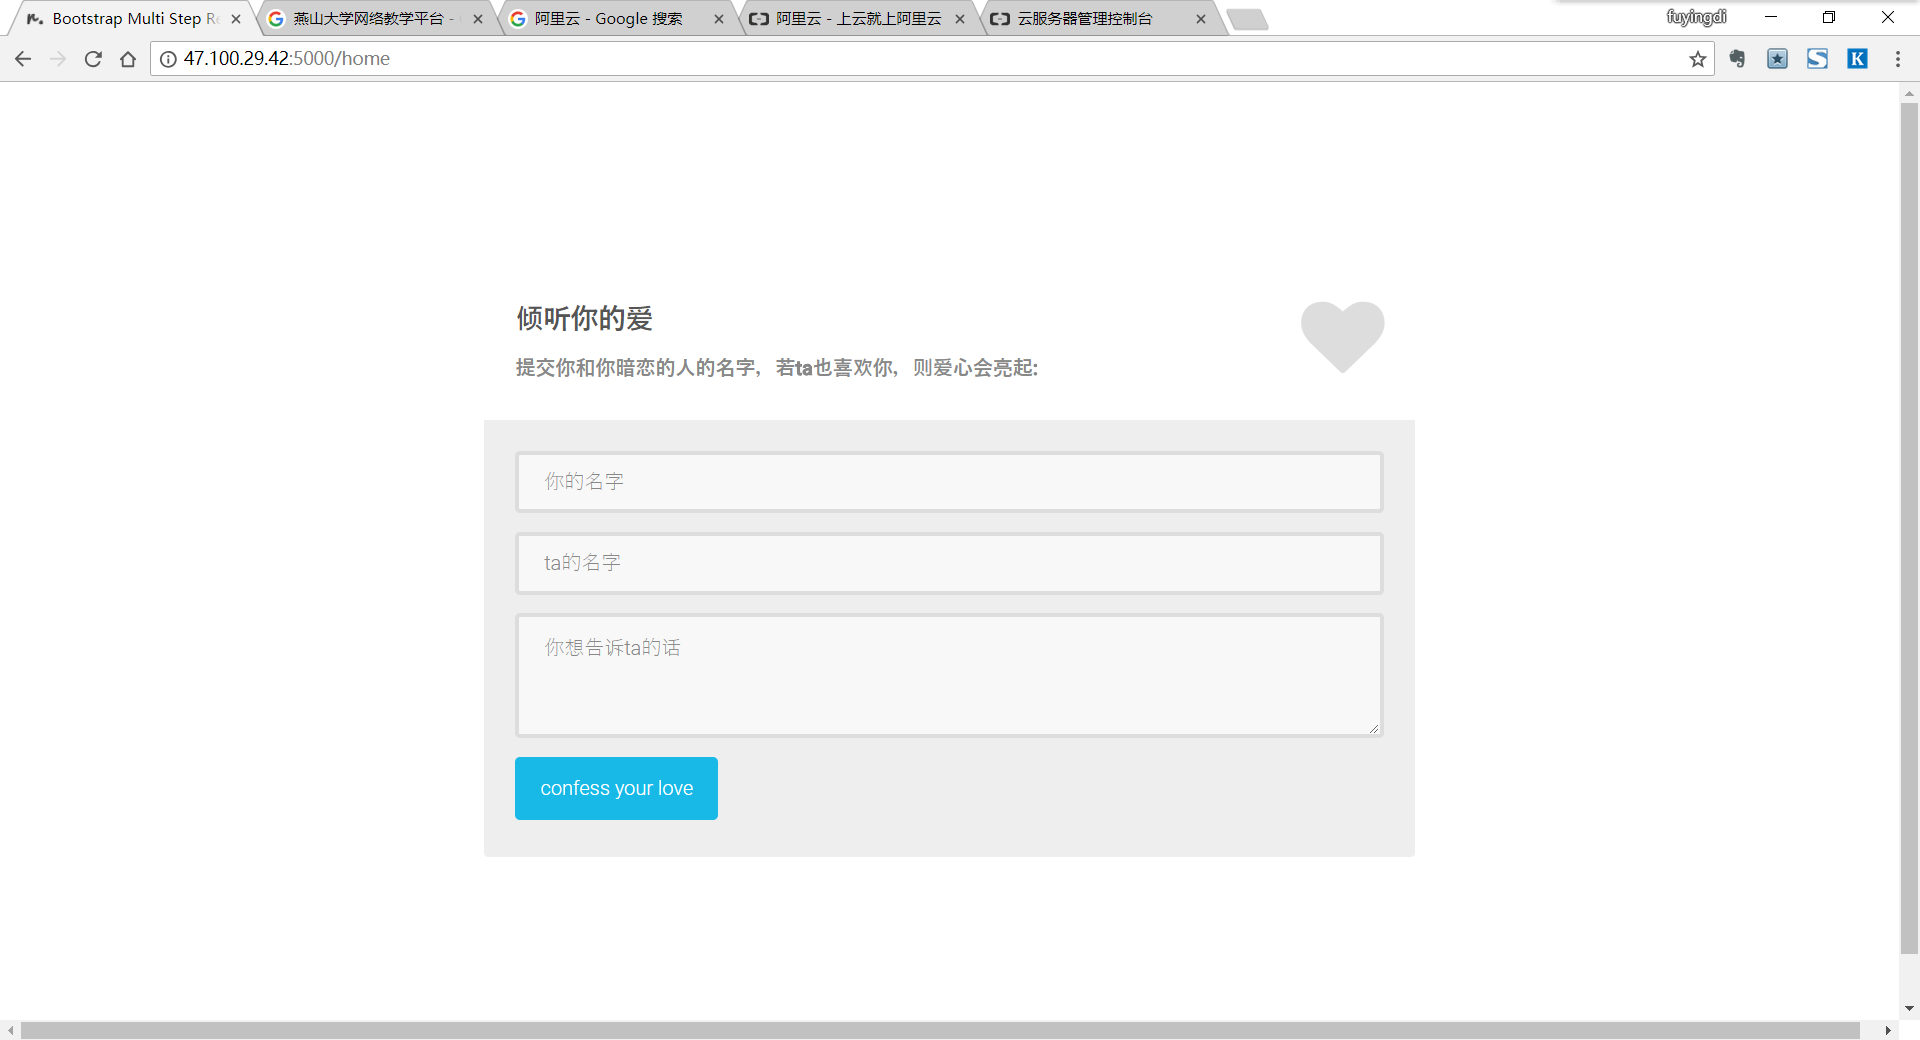 Bootstrap Multi Step Re
燕山大学网络教学平台 -
阿里云 - Google 搜索
阿里云 - 上云就上阿里云
云服务器管理控制台
fuyingdi
47.100.29.42:5000/home
倾听你的爱
提交你和你暗恋的人的名字，若ta也喜欢你，则爱心会亮起:
你的名字
ta的名字
你想告诉ta的话
confess your love